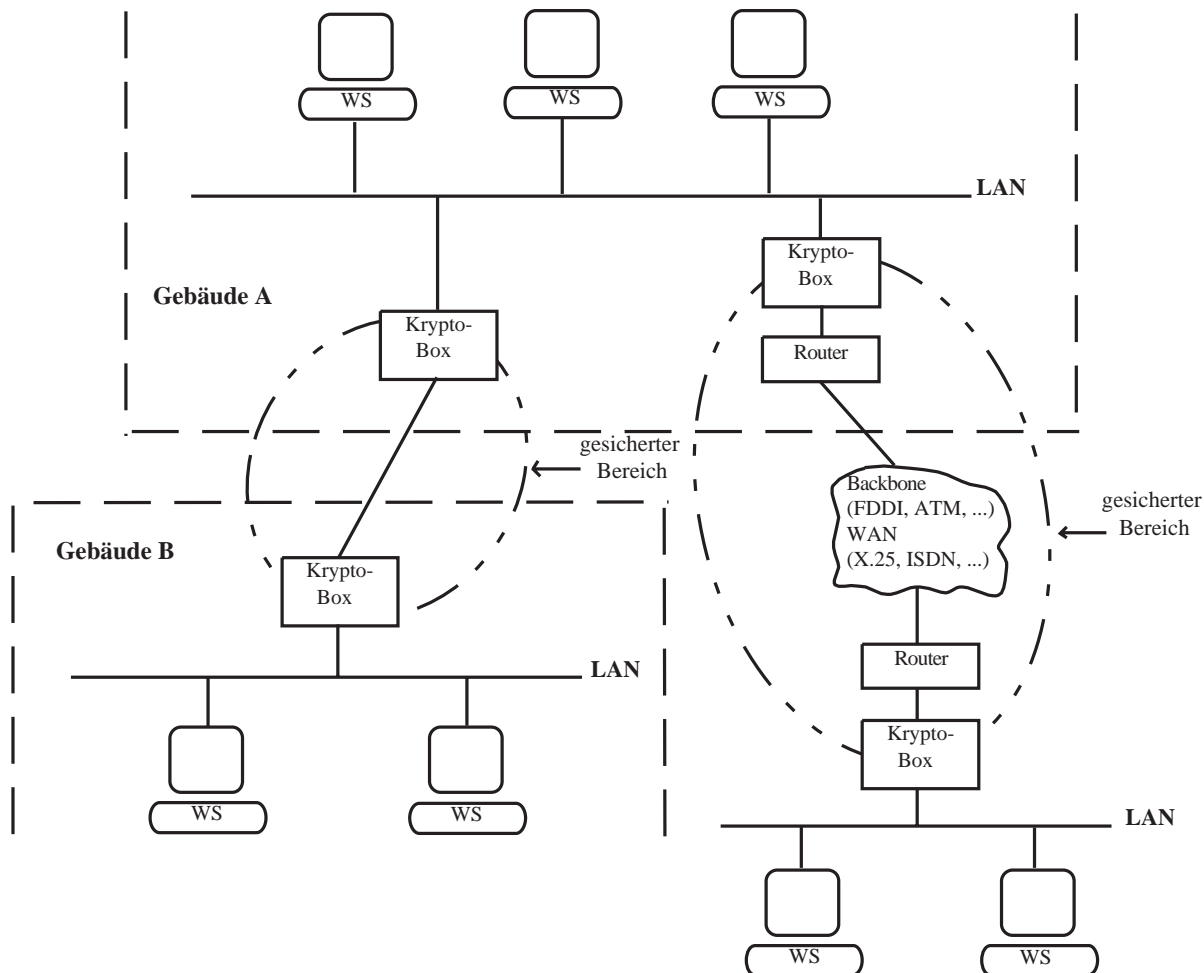 WS
WS
WS
LAN
Krypto-
Box
Gebäude A
Krypto-
Box
Router
gesicherter
Bereich
Backbone
(FDDI, ATM, ...)
WAN
(X.25, ISDN, ...)
gesicherter
Bereich
Gebäude B
Krypto-
Box
Router
LAN
Krypto-
Box
WS
WS
LAN
WS
WS